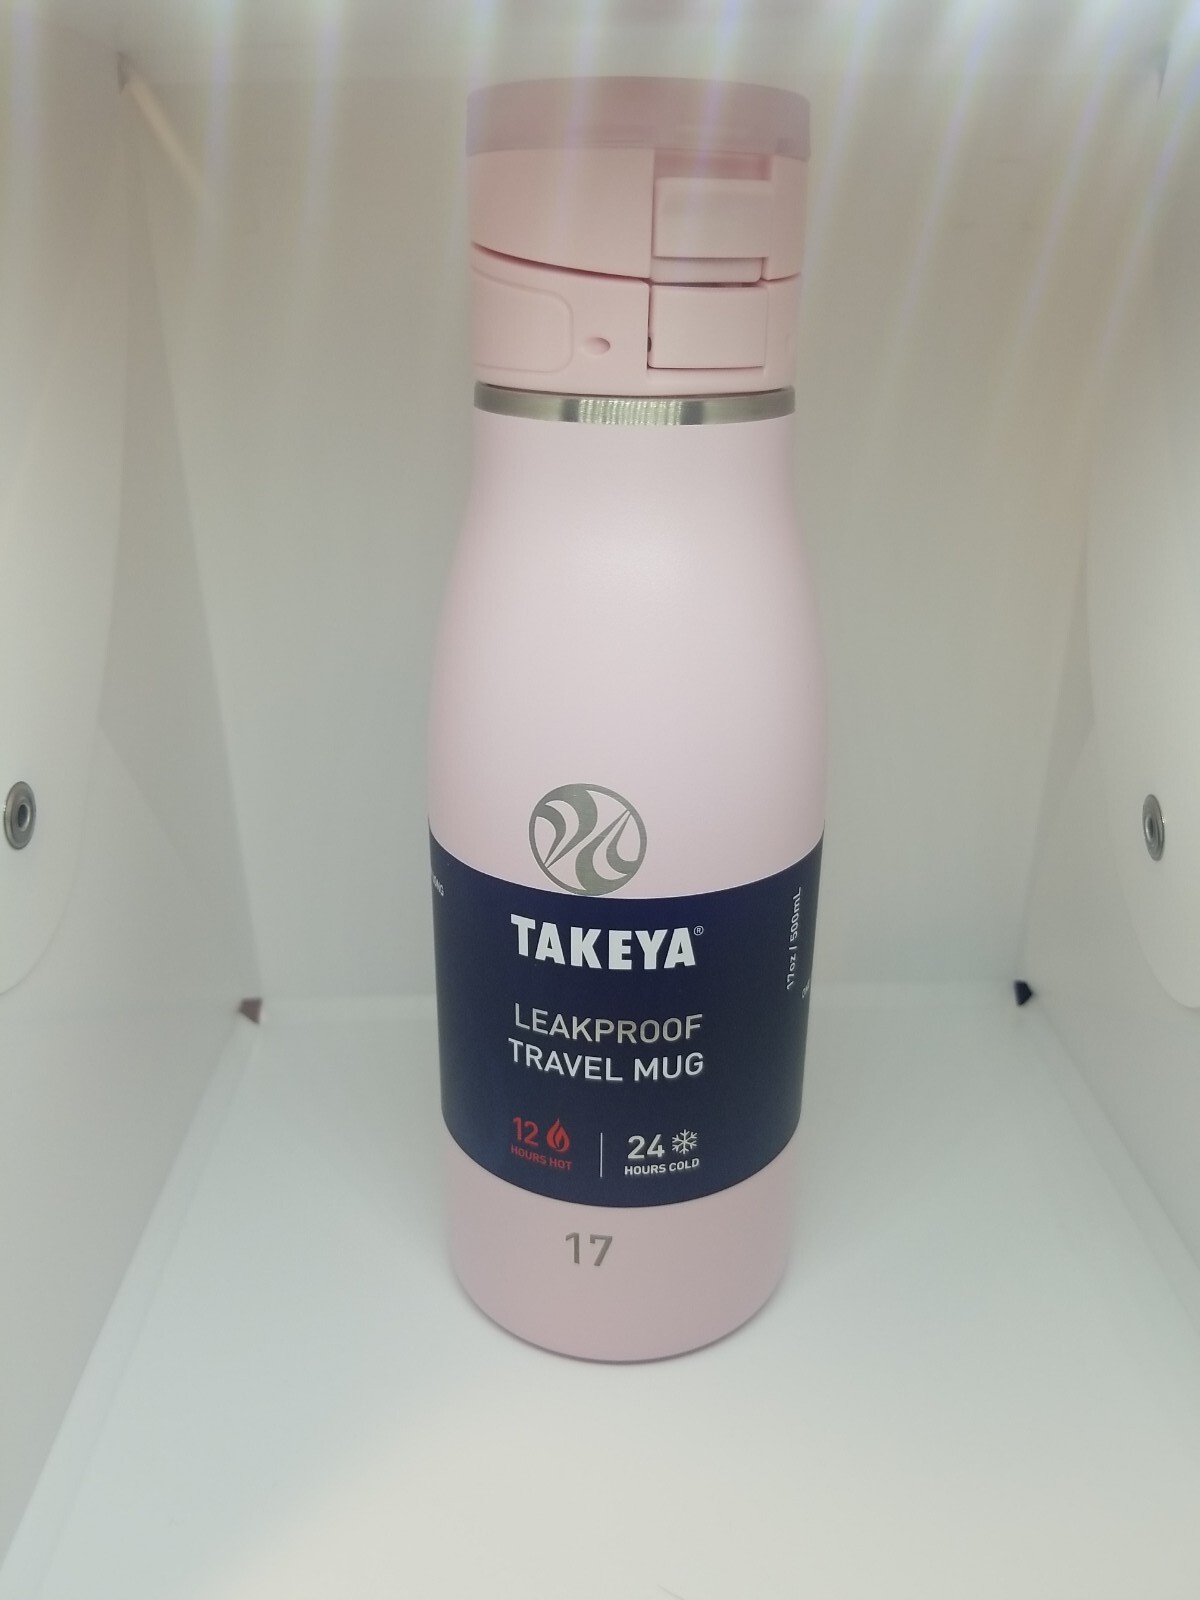 TAKEYA®
LEAKPROOF
TRAVEL MUG
12
HOURS HOT
24
HOURS COLD
17oz / 500mL
17